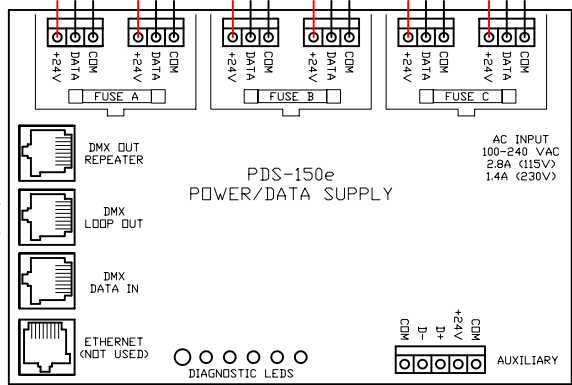 +24V DATA COM +24V DATA COM +24V DATA COM +24V DATA COM +24V DATA COM +24V DATA COM
FUSE A FUSE B FUSE C
DMX OUT
REPEATER
AC INPUT
100-240 VAC
2.8A (115V)
1.4A (230V)
PDS-150e
POWER/DATA SUPPLY
DMX
LOOP OUT
DMX
DATA IN
ETHERNET
(NOT USED)
DIAGNOSTIC LEDS
COM D- D+ +24V COM
AUXILIARY